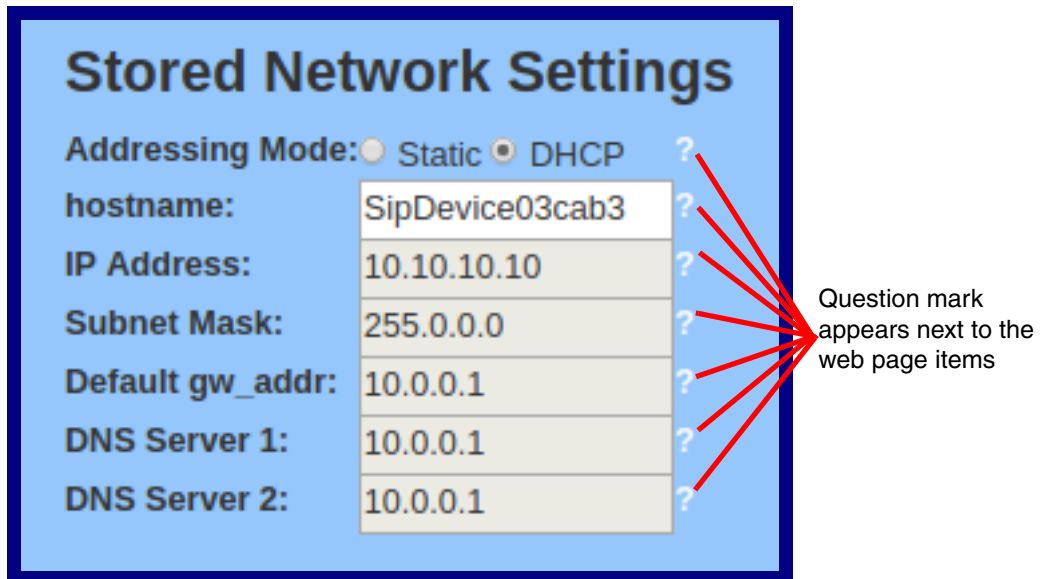 Stored Network Settings
Addressing Mode: Static DHCP ?
hostname: SipDevice03cab3 ?
IP Address: 10.10.10.10 ?
Subnet Mask: 255.0.0.0 ?
Default gw_addr: 10.0.0.1 ?
DNS Server 1: 10.0.0.1 ?
DNS Server 2: 10.0.0.1 ?
Question mark
appears next to the
web page items